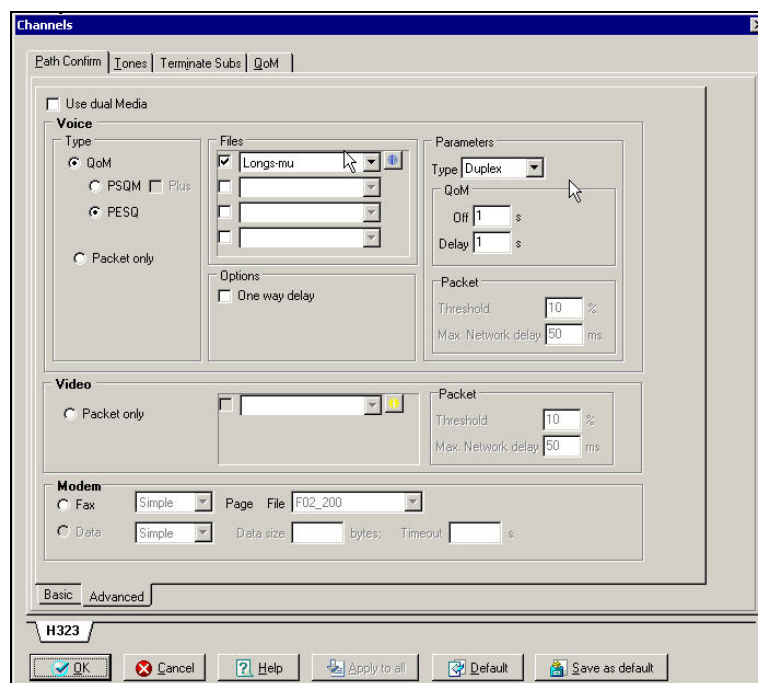 Channels
Path Confirm Tones Terminate Subs QoM
Use dual Media
Voice
Type
QoM
PSQM Plus
PESQ
Packet only
Files
Longs-mu
Options
One way delay
Parameters
Type Duplex
QoM
Off 1 s
Delay 1 s
Packet
Threshold 10 %
Max. Network delay 50 ms
Video
Packet only
Packet
Threshold 10 %
Max. Network delay 50 ms
Modem
Fax Simple Page File F02_200
Data Simple Data size bytes; Timeout s
Basic Advanced
H323
OK Cancel Help Apply to all Default Save as default